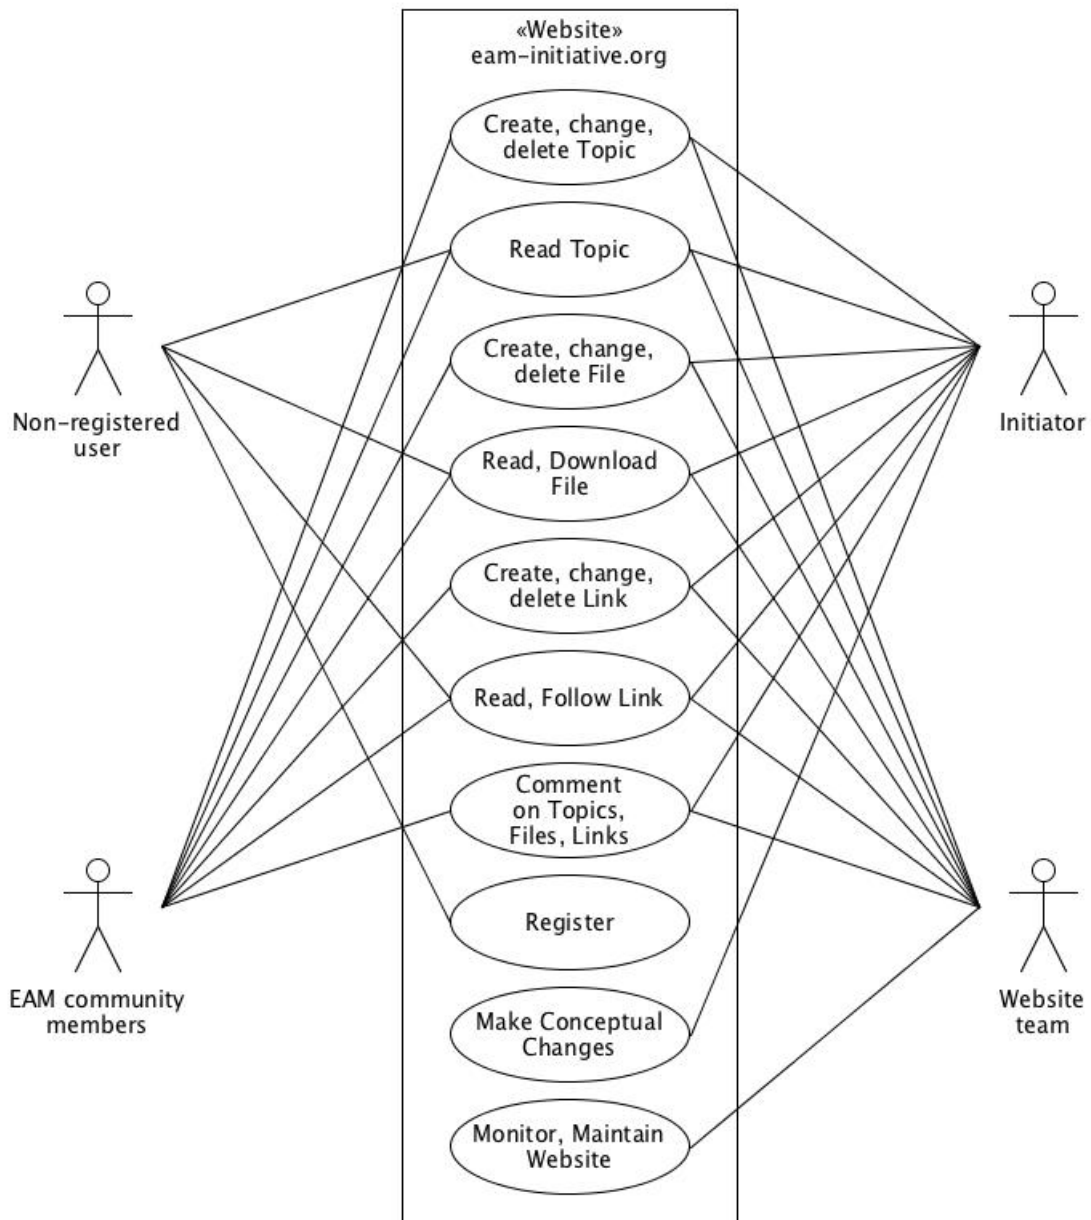 «Website»
eam-initiative.org
Create, change,
delete Topic
Read Topic
Non-registered
user
Initiator
Create, change,
delete File
Read, Download
File
Create, change,
delete Link
Read, Follow Link
Comment
on Topics,
Files, Links
Register
EAM community
members
Website
team
Make Conceptual
Changes
Monitor, Maintain
Website